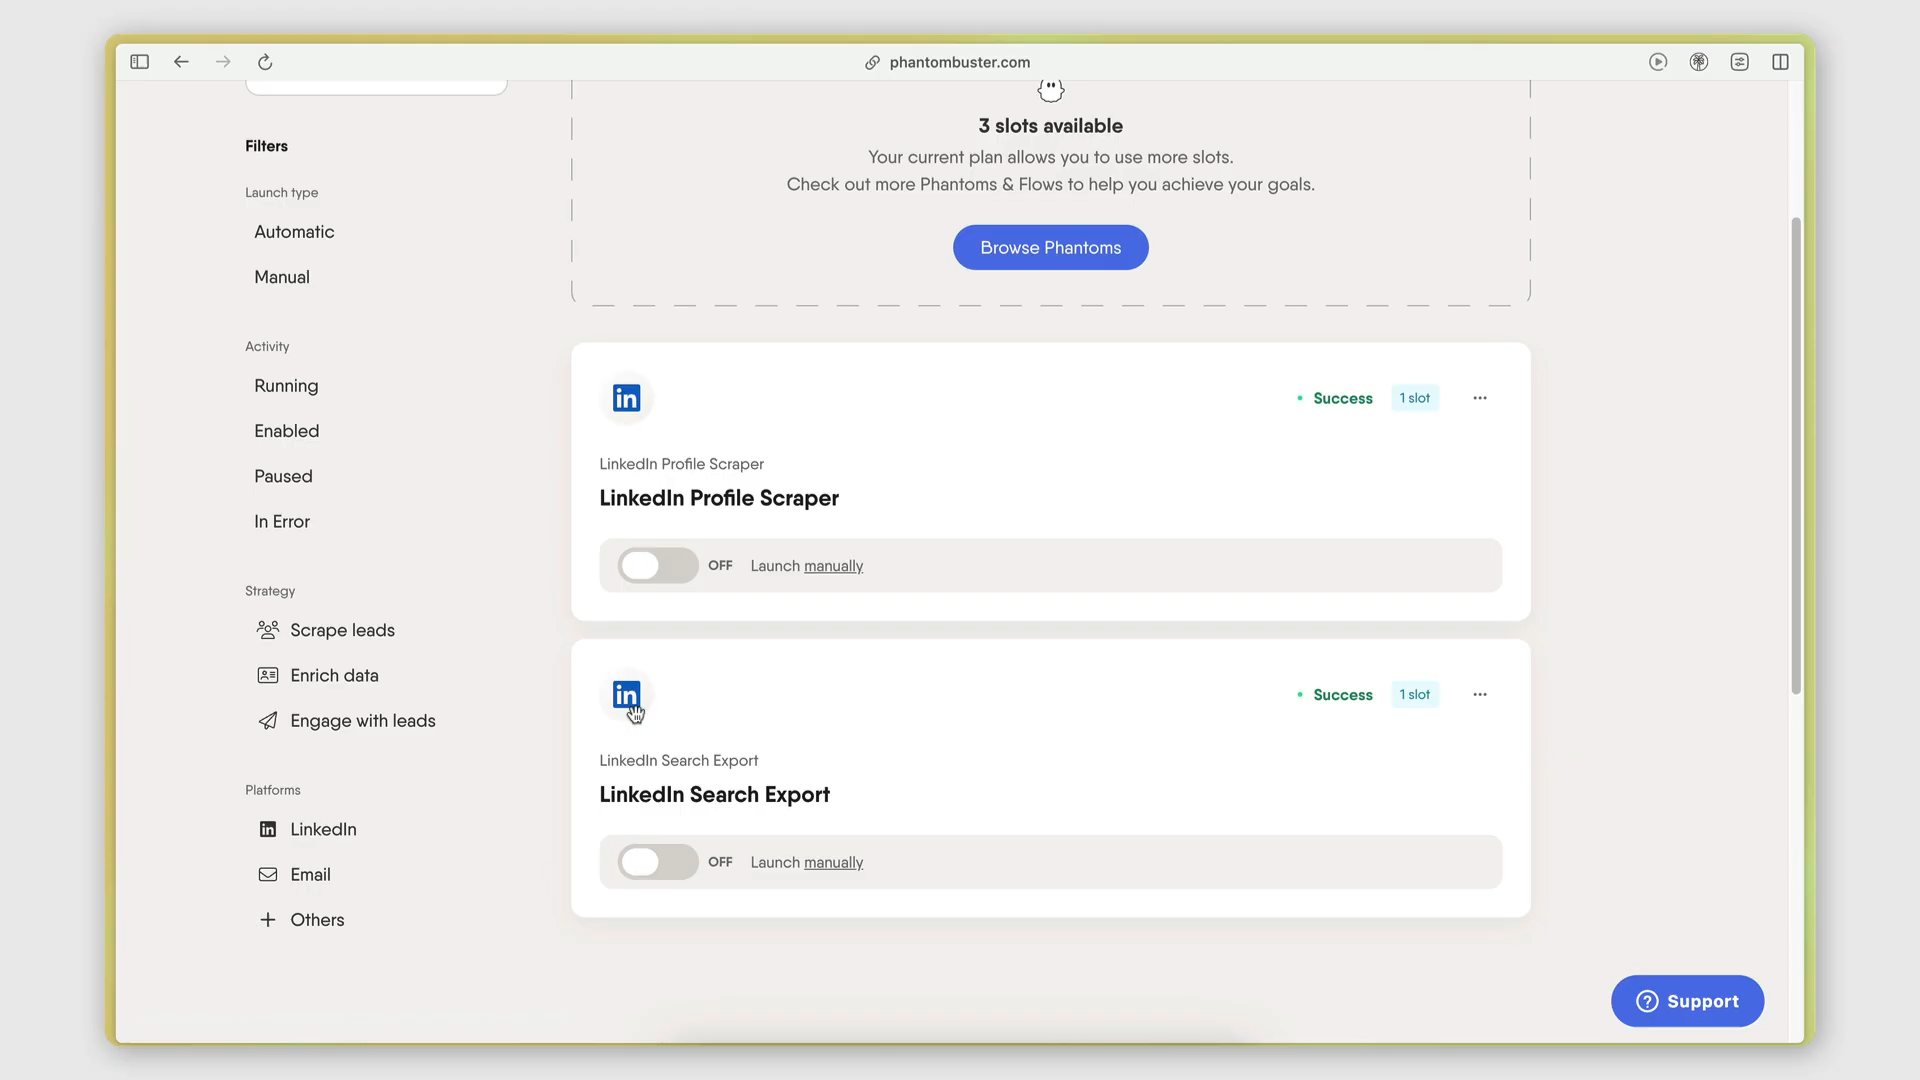 phantombuster.com
Filters
Launch type
Automatic
Manual
Activity
Running
Enabled
Paused
In Error
Strategy
Scrape leads
Enrich data
Engage with leads
Platforms
LinkedIn
Email
Others
3 slots available
Your current plan allows you to use more slots.
Check out more Phantoms & Flows to help you achieve your goals.
Browse Phantoms
in
Success
1 slot
LinkedIn Profile Scraper
LinkedIn Profile Scraper
OFF Launch manually
in
Success
1 slot
LinkedIn Search Export
LinkedIn Search Export
OFF Launch manually
? Support